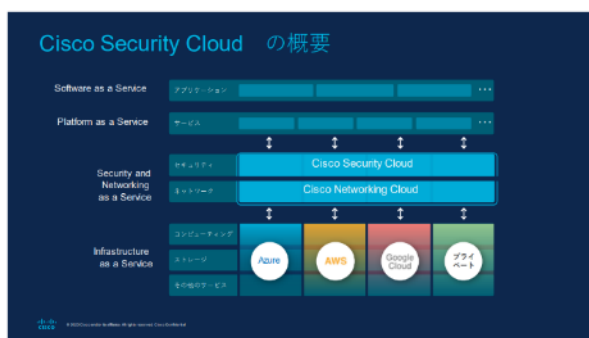 Cisco Security Cloud の概要
Software as a Service
アプリケーション
...
Platform as a Service
サービス
...
Security and
Networking
as a Service
セキュリティ
Cisco Security Cloud
ネットワーク
Cisco Networking Cloud
Infrastructure
as a Service
コンピューティング
ストレージ
その他のサービス
Azure
AWS
Google
Cloud
プライ
ベート
CISCO